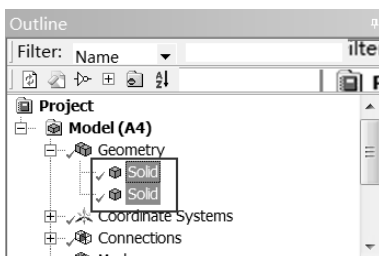 Outline
Filter: Name
ilte
Project
Model (A4)
Geometry
Solid
Solid
Coordinate Systems
Connections